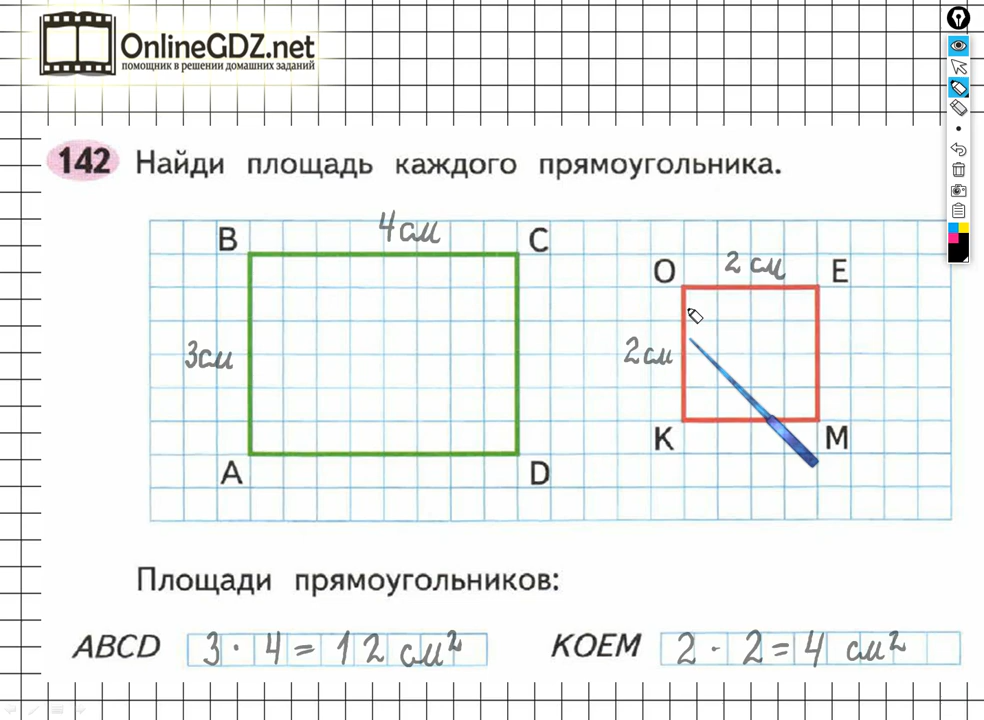 OnlineGDZ.net
помощник в решении домашних заданий
142 Найди площадь каждого прямоугольника.
B 4см C
O 2 см E
3см
2см
K M
A D
Площади прямоугольников:
ABCD 3 · 4 = 12 см² KOEM 2 · 2 = 4 см²